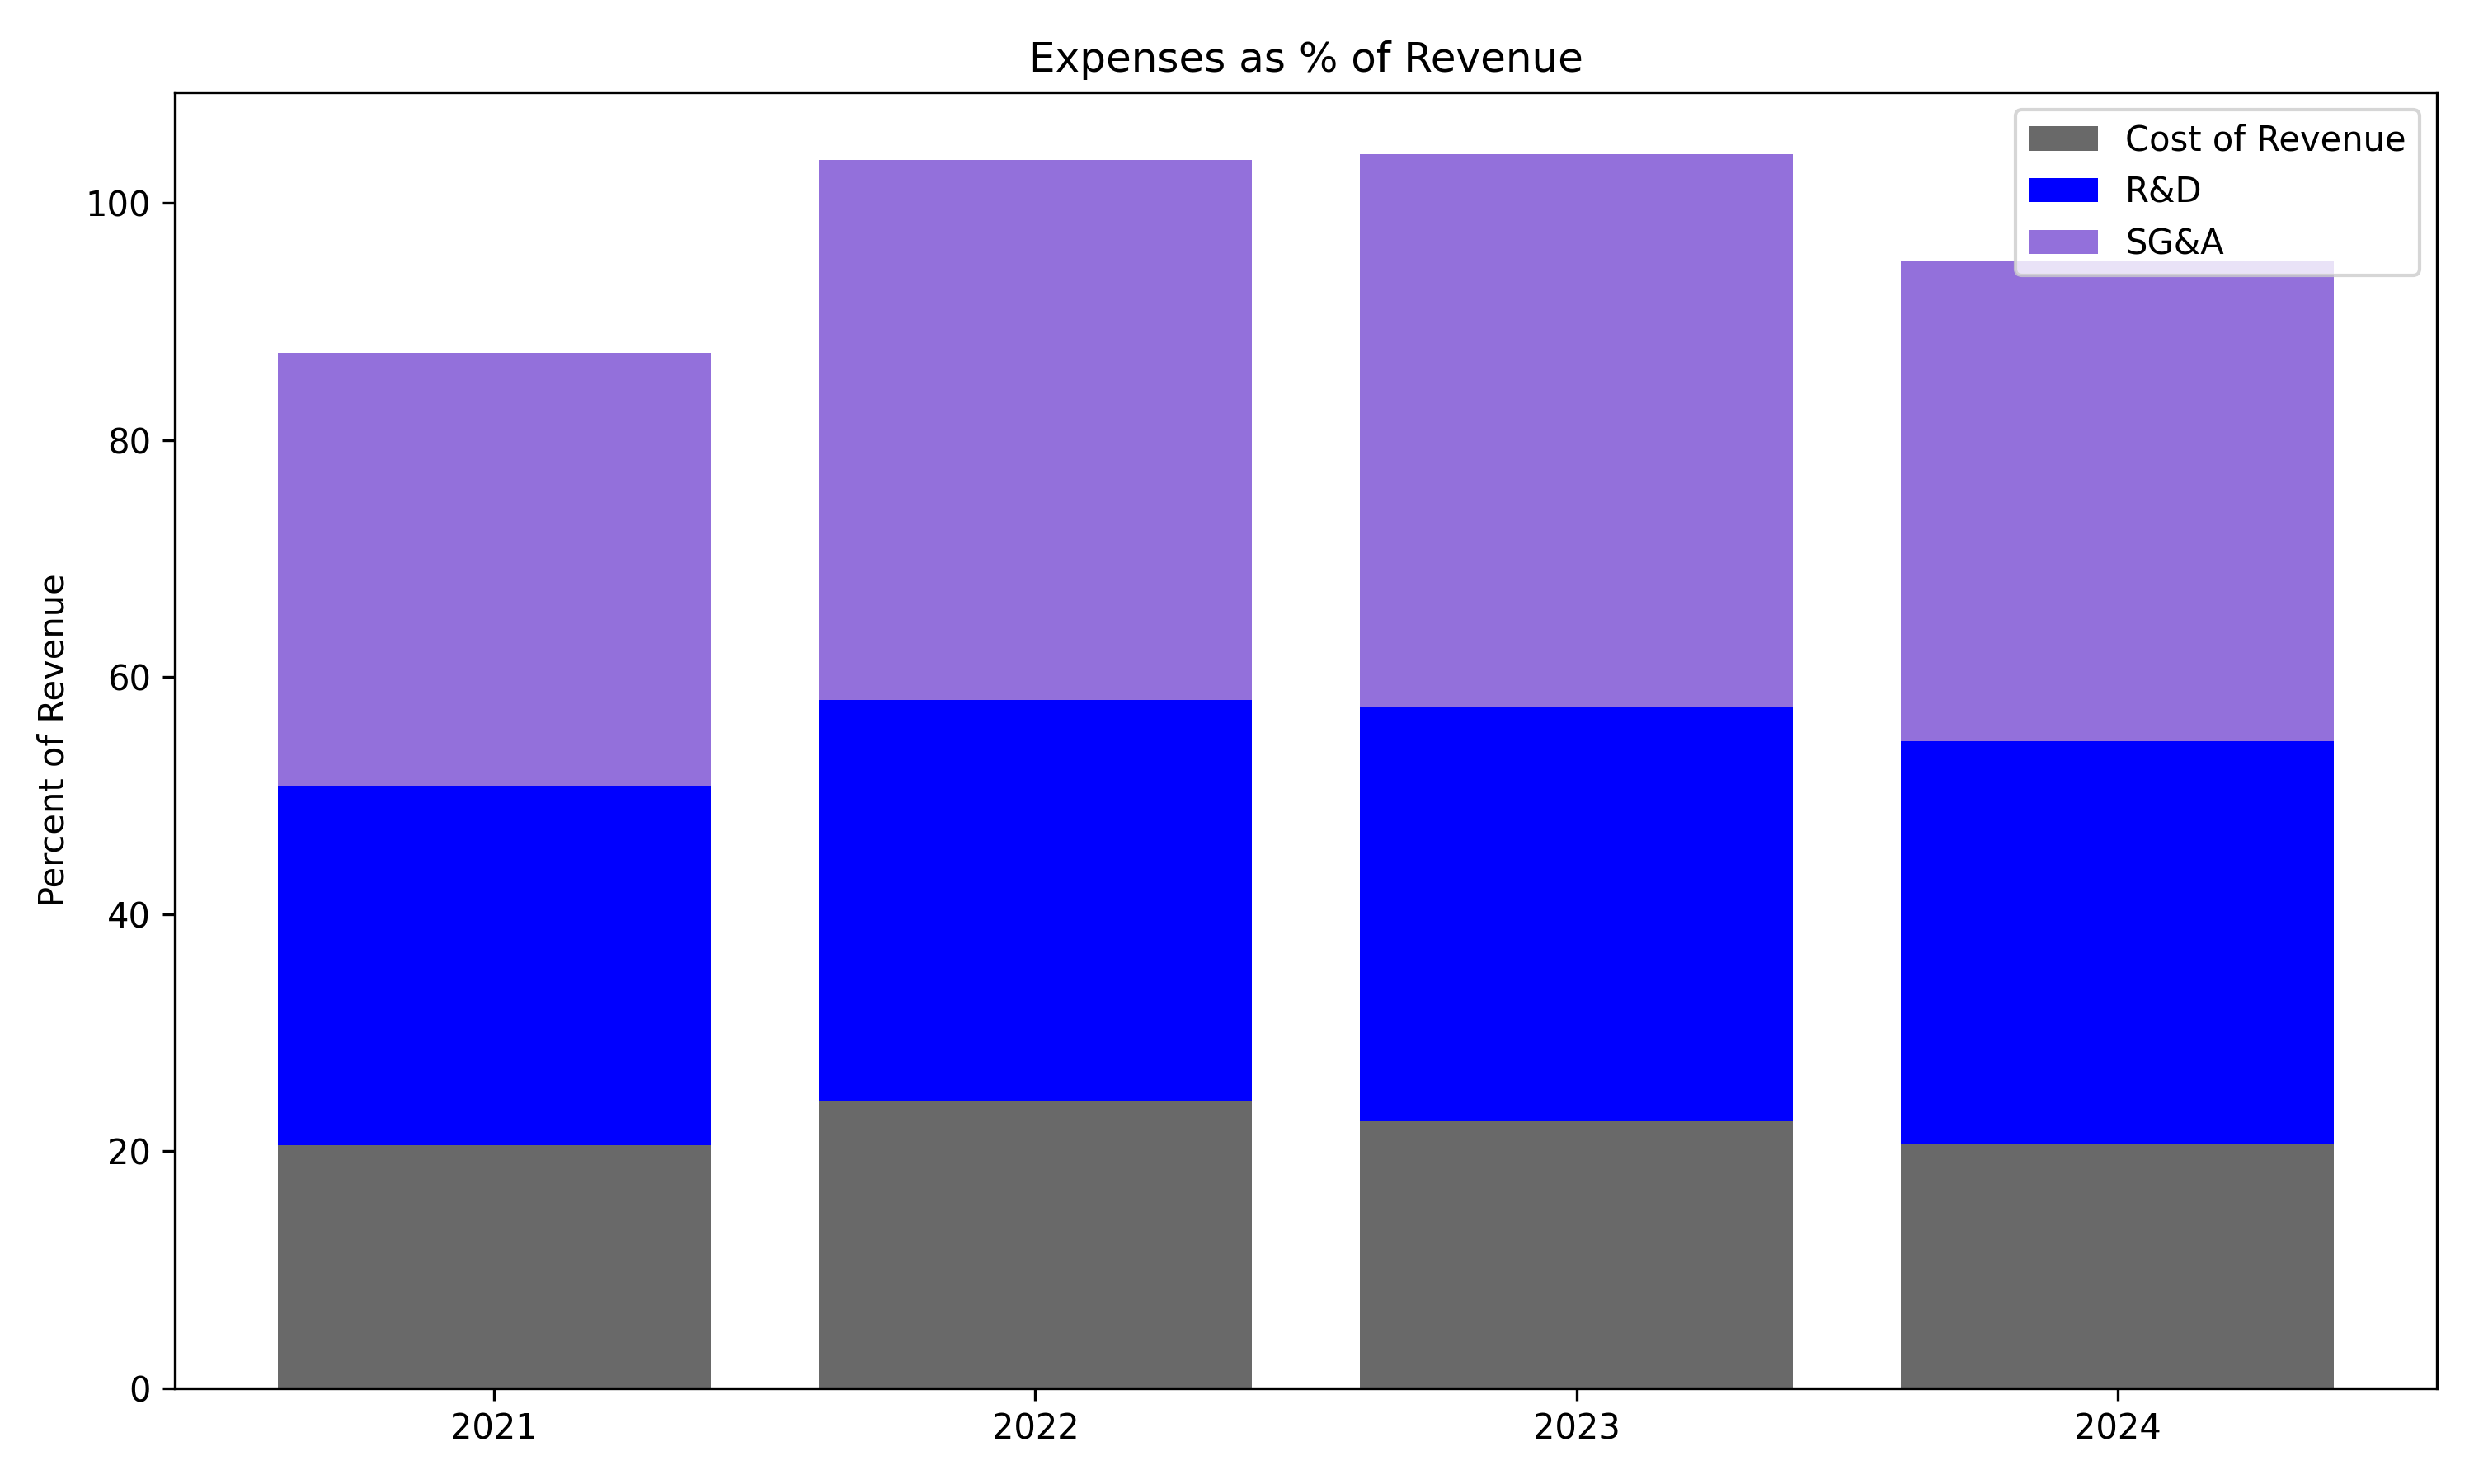 Expenses as % of Revenue
Cost of Revenue
R&D
SG&A
Percent of Revenue
100
80
60
40
20
0
2021 2022 2023 2024